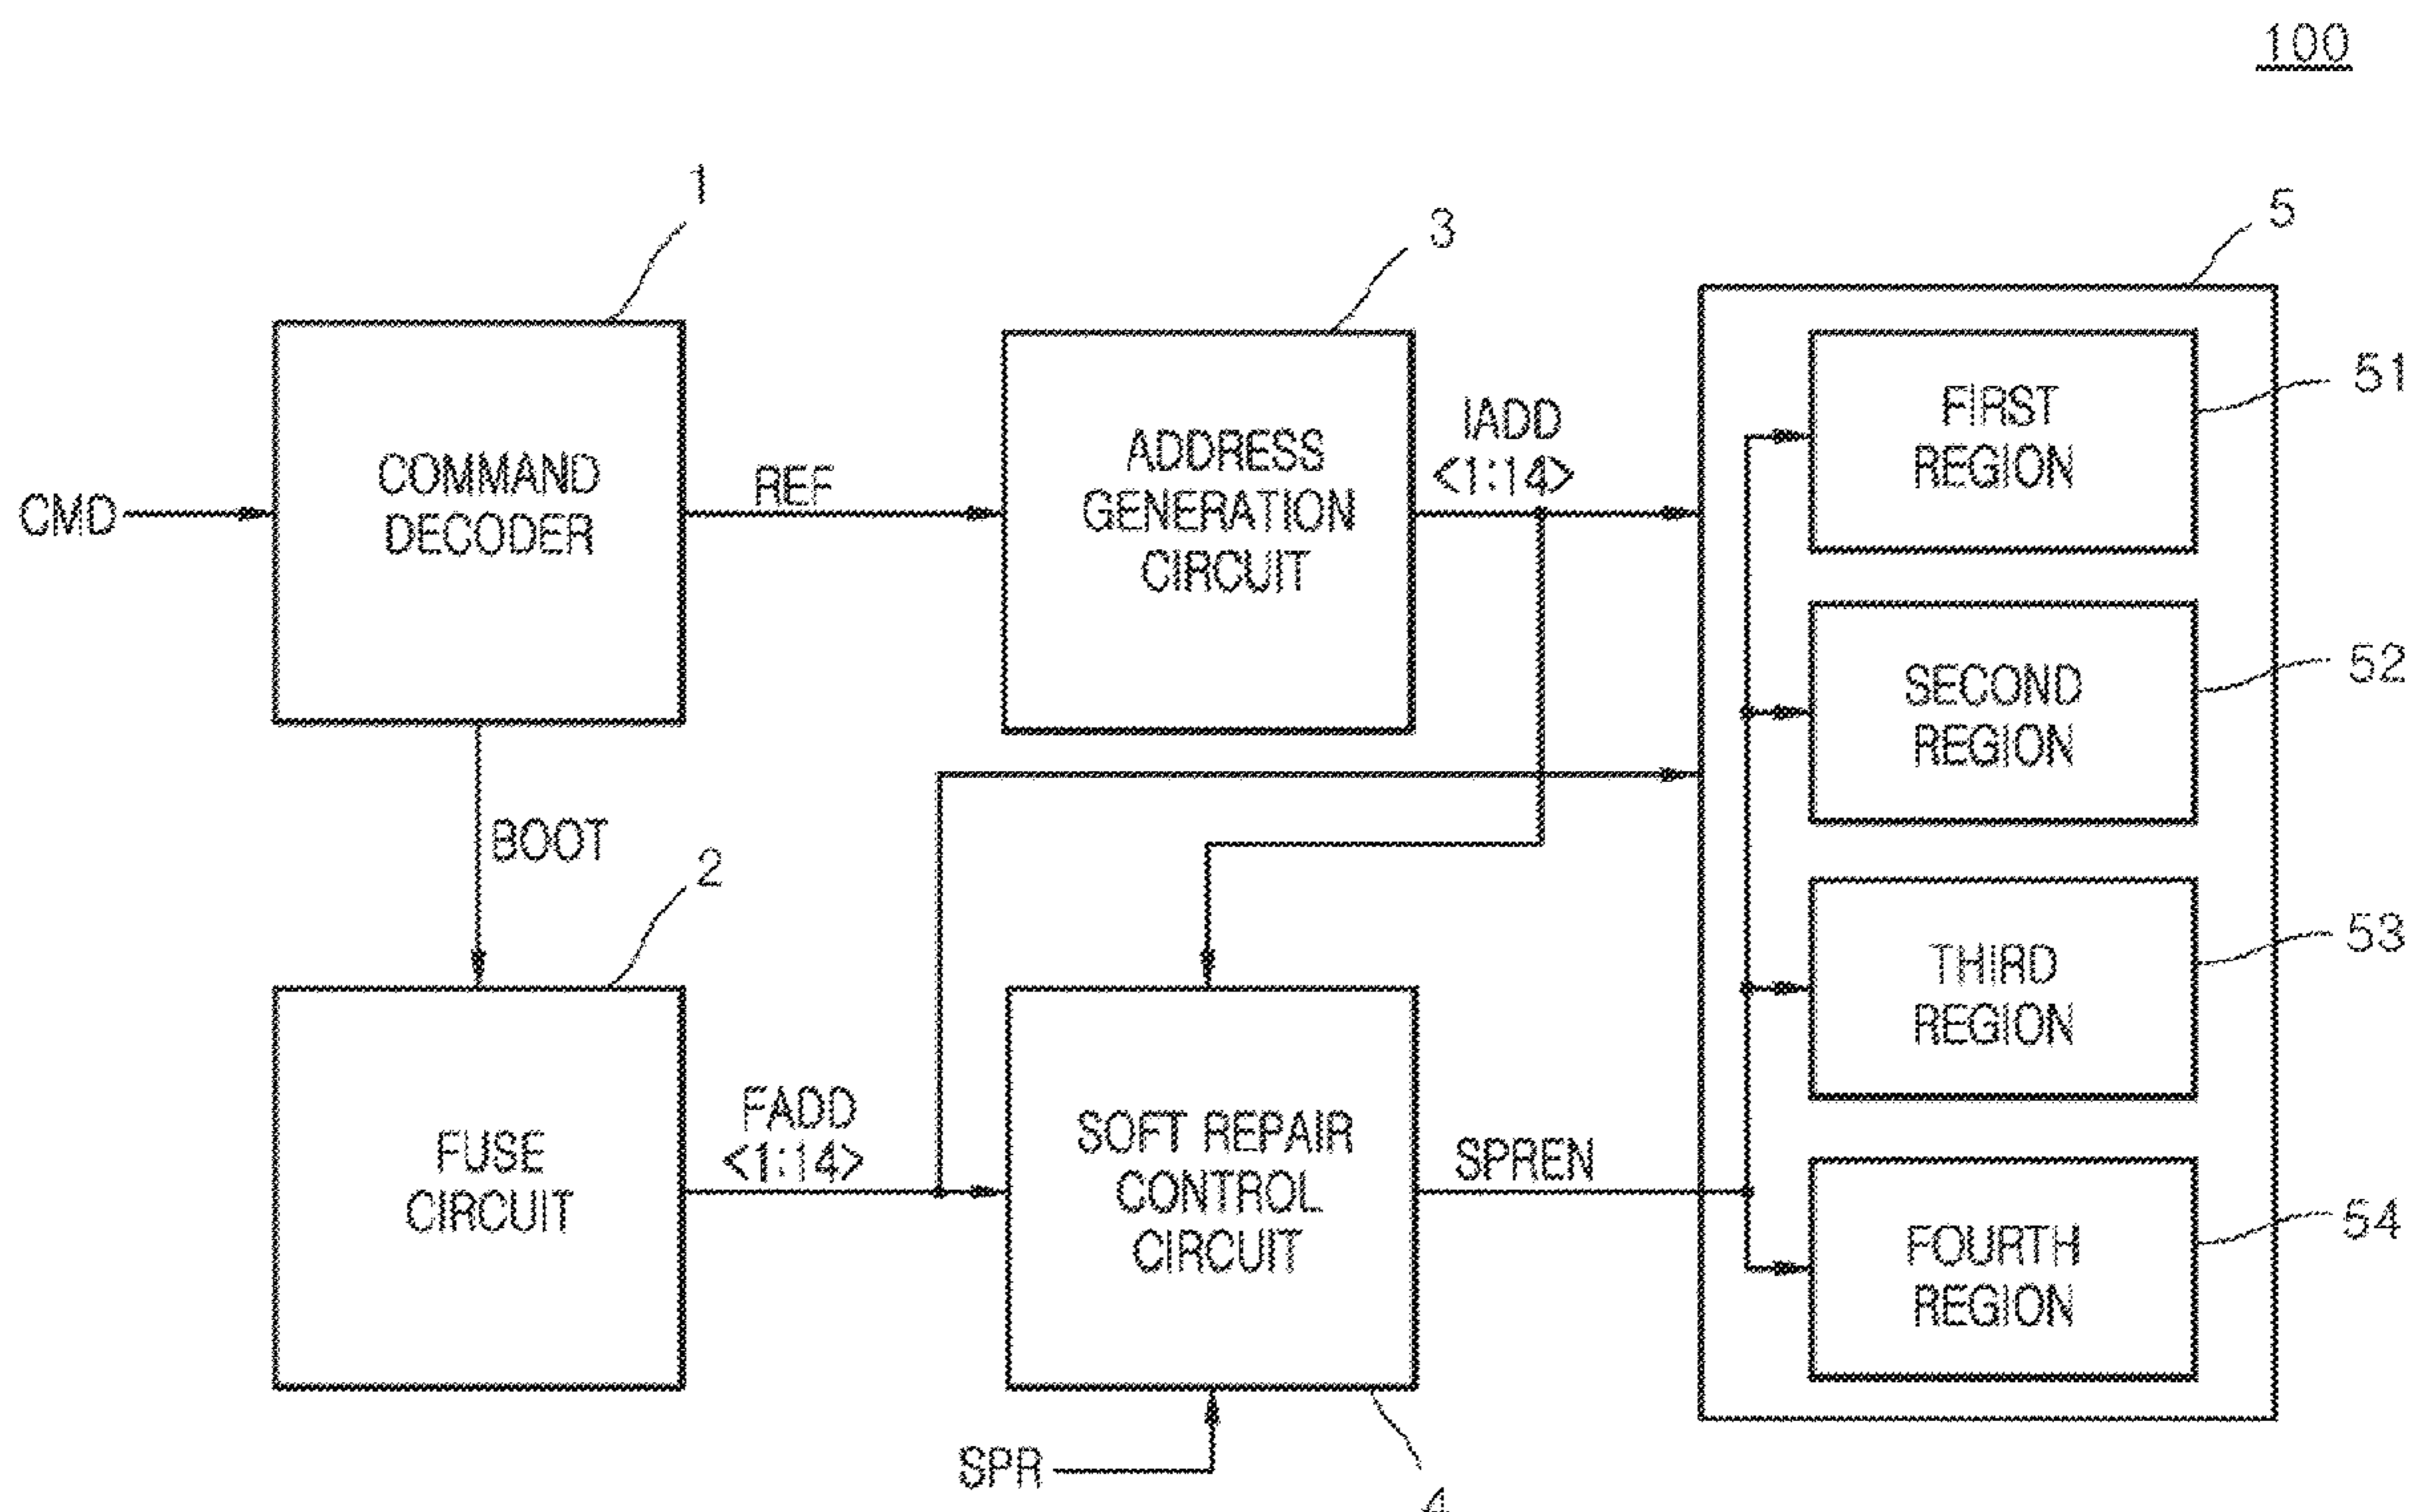 100
1
3
5
CMD
COMMAND
DECODER
REF
ADDRESS
GENERATION
CIRCUIT
IADD
<1:14>
FIRST
REGION
51
SECOND
REGION
52
BOOT
2
THIRD
REGION
53
FUSE
CIRCUIT
FADD
<1:14>
SOFT REPAIR
CONTROL
CIRCUIT
SPREN
FOURTH
REGION
54
SPR
4